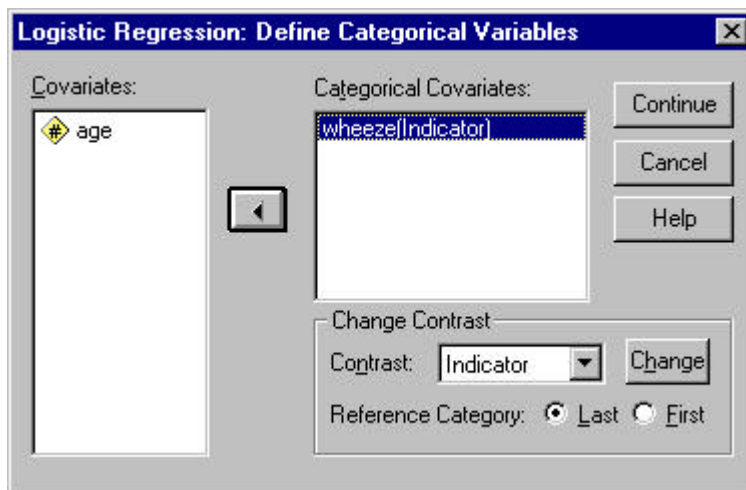 Logistic Regression: Define Categorical Variables
Covariates:
# age
Categorical Covariates:
wheeze(Indicator)
Continue
Cancel
Help
Change Contrast
Contrast:
Indicator
Change
Reference Category:
Last
First